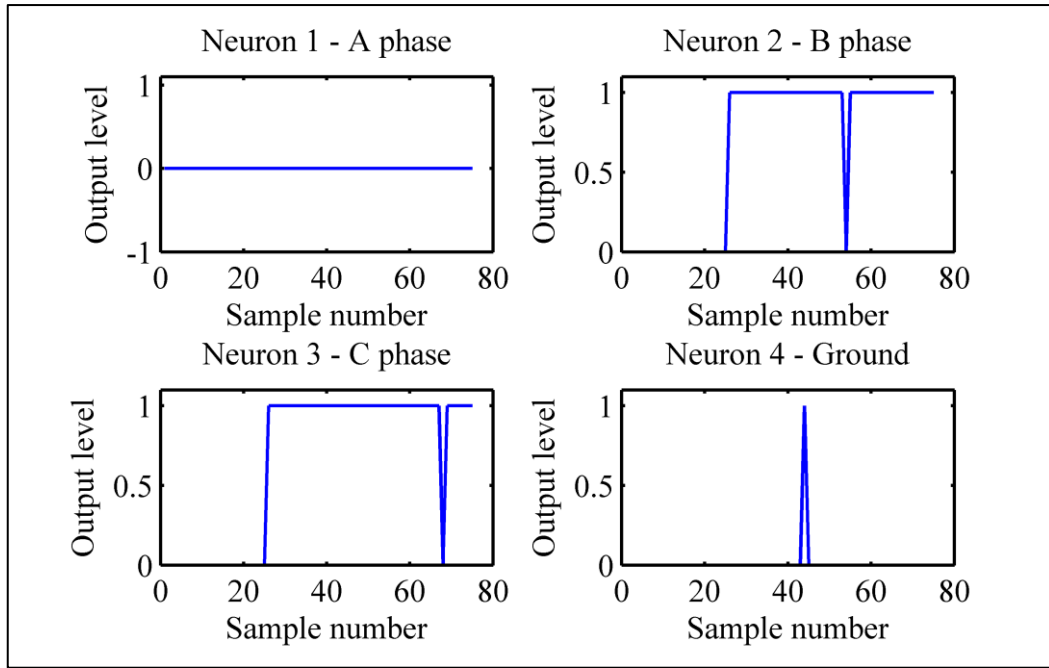 Neuron 1 - A phase
Output level
1
0
-1
0 20 40 60 80
Sample number
Neuron 2 - B phase
Output level
1
0.5
0
0 20 40 60 80
Sample number
Neuron 3 - C phase
Output level
1
0.5
0
0 20 40 60 80
Sample number
Neuron 4 - Ground
Output level
1
0.5
0
0 20 40 60 80
Sample number